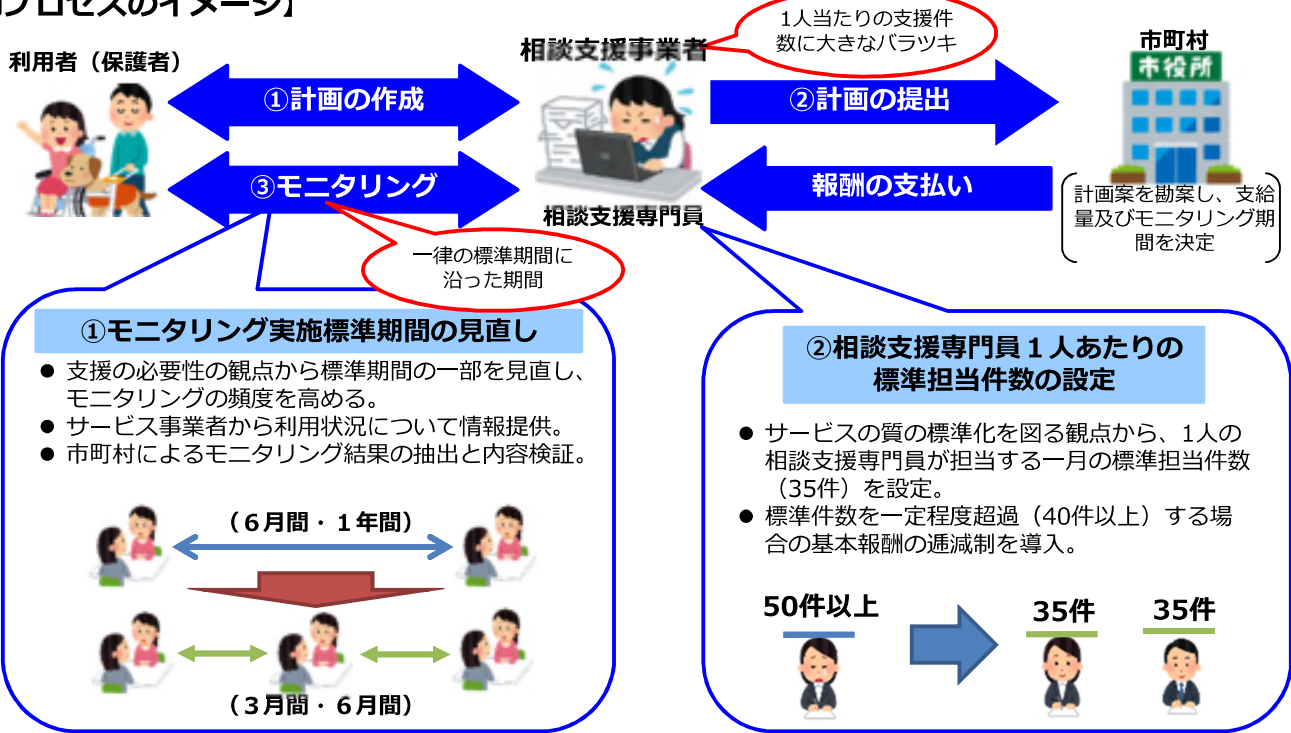 プロセスのイメージ】
利用者（保護者）
①計画の作成
③モニタリング
相談支援事業者
相談支援専門員
1人当たりの支援件
数に大きなバラツキ
②計画の提出
報酬の支払い
市町村
市役所
計画案を勘案し、支給
量及びモニタリング期
間を決定
一律の標準期間に
沿った期間
①モニタリング実施標準期間の見直し
● 支援の必要性の観点から標準期間の一部を見直し、
モニタリングの頻度を高める。
● サービス事業者から利用状況について情報提供。
● 市町村によるモニタリング結果の抽出と内容検証。
（６月間・１年間）
（３月間・６月間）
②相談支援専門員１人あたりの
標準担当件数の設定
● サービスの質の標準化を図る観点から、1人の
相談支援専門員が担当する一月の標準担当件数
（35件）を設定。
● 標準件数を一定程度超過（40件以上）する場
合の基本報酬の逓減制を導入。
50件以上
35件
35件